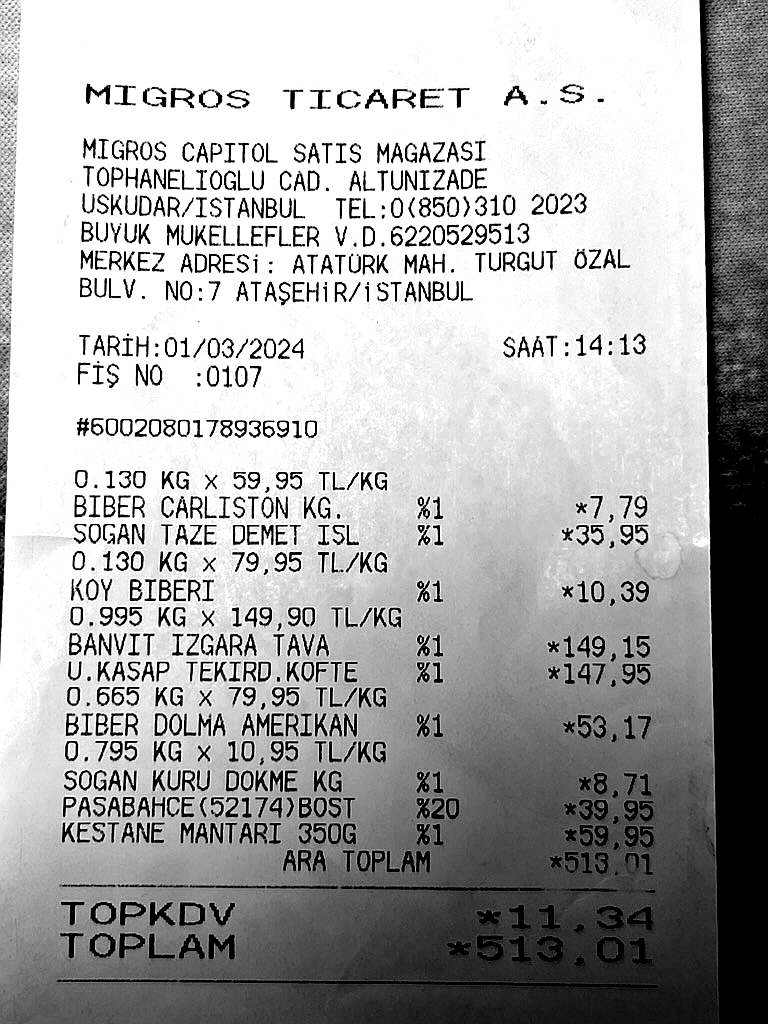 MIGROS TICARET A.S.
MIGROS CAPITOL SATIS MAGAZASI
TOPHANELIOGLU CAD. ALTUNIZADE
USKUDAR/ISTANBUL TEL:0(850)310 2023
BUYUK MUKELLEFLER V.D.6220529513
MERKEZ ADRESİ: ATATÜRK MAH. TURGUT ÖZAL
BULV. NO:7 ATAŞEHİR/İSTANBUL
TARİH:01/03/2024 SAAT:14:13
FİŞ NO :0107
#6002080178936910
0.130 KG x 59,95 TL/KG
BIBER CARLISTON KG. %1 *7,79
SOGAN TAZE DEMET ISL %1 *35,95
0.130 KG x 79,95 TL/KG
KOY BIBERI %1 *10,39
0.995 KG x 149,90 TL/KG
BANVIT IZGARA TAVA %1 *149,15
U.KASAP TEKIRD.KOFTE %1 *147,95
0.665 KG x 79,95 TL/KG
BIBER DOLMA AMERIKAN %1 *53,17
0.795 KG x 10,95 TL/KG
SOGAN KURU DOKME KG %1 *8,71
PASABAHCE(52174)BOST %20 *39,95
KESTANE MANTARI 350G %1 *59,95
ARA TOPLAM *513,01
TOPKDV *11,34
TOPLAM *513,01